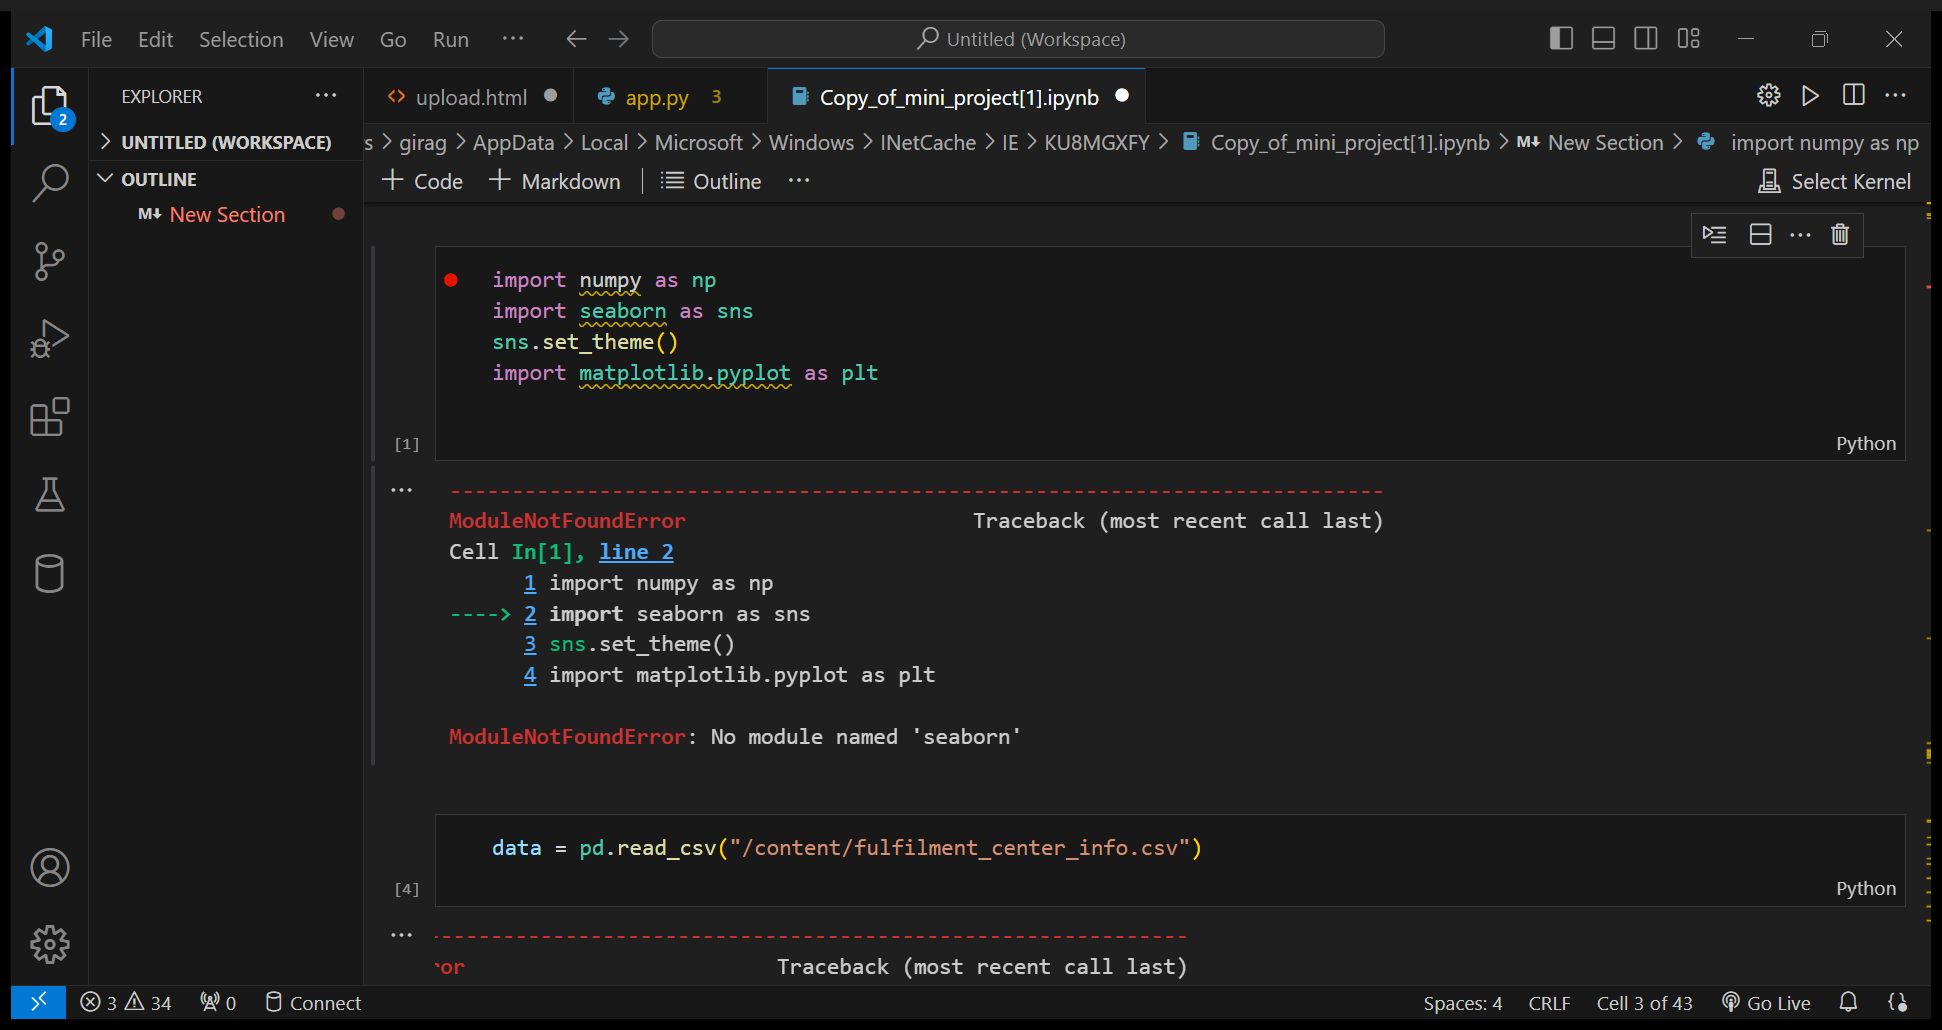 File Edit Selection View Go Run ··· Untitled (Workspace)
EXPLORER ···
upload.html
app.py 3
Copy_of_mini_project[1].ipynb
2
UNTITLED (WORKSPACE)
s > girag > AppData > Local > Microsoft > Windows > INetCache > IE > KU8MGXFY > Copy_of_mini_project[1].ipynb > M↓ New Section > import numpy as np
OUTLINE
+ Code + Markdown | Outline ··· Select Kernel
M↓ New Section
import numpy as np
import seaborn as sns
sns.set_theme()
import matplotlib.pyplot as plt
[1] Python
---------------------------------------------------------------------------
ModuleNotFoundError Traceback (most recent call last)
Cell In[1], line 2
1 import numpy as np
----> 2 import seaborn as sns
3 sns.set_theme()
4 import matplotlib.pyplot as plt
ModuleNotFoundError: No module named 'seaborn'
data = pd.read_csv("/content/fulfilment_center_info.csv")
[4] Python
ror Traceback (most recent call last)
3 34 0 Connect Spaces: 4 CRLF Cell 3 of 43 Go Live